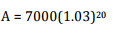 A = 7000(1.03)²⁰